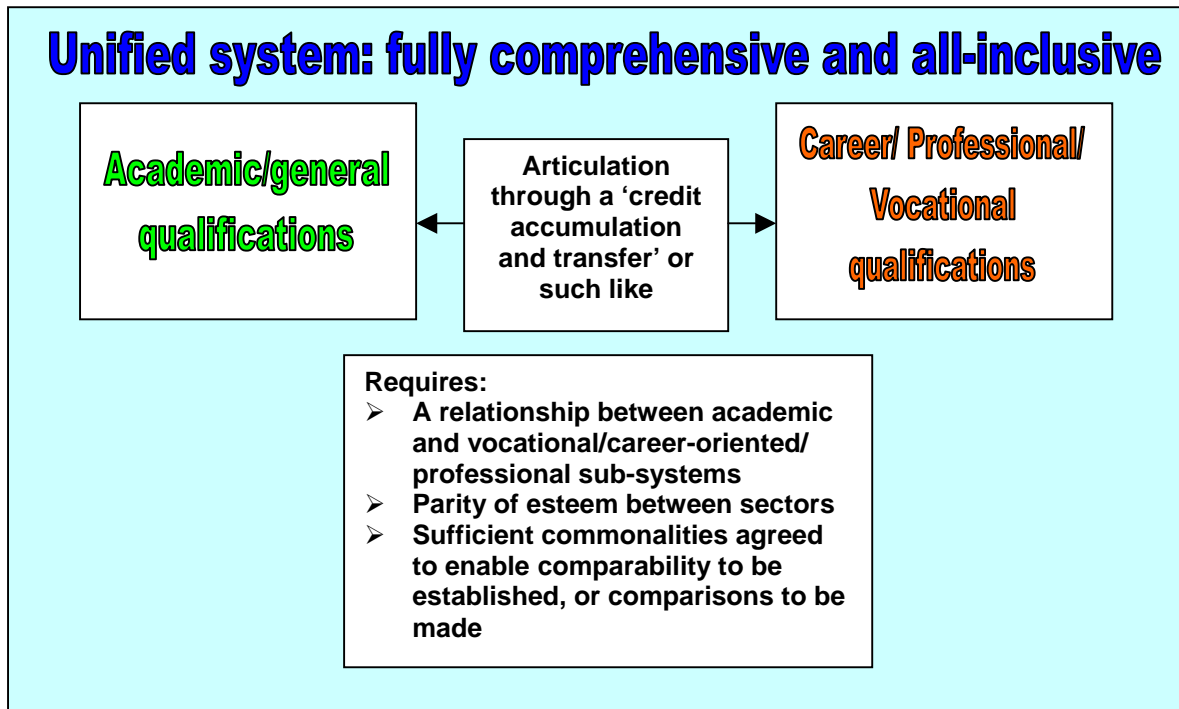 Unified system: fully comprehensive and all-inclusive
Academic/general
qualifications
Articulation
through a ‘credit
accumulation
and transfer’ or
such like
Career/ Professional/
Vocational
qualifications
Requires:
➢ A relationship between academic
and vocational/career-oriented/
professional sub-systems
➢ Parity of esteem between sectors
➢ Sufficient commonalities agreed
to enable comparability to be
established, or comparisons to be
made